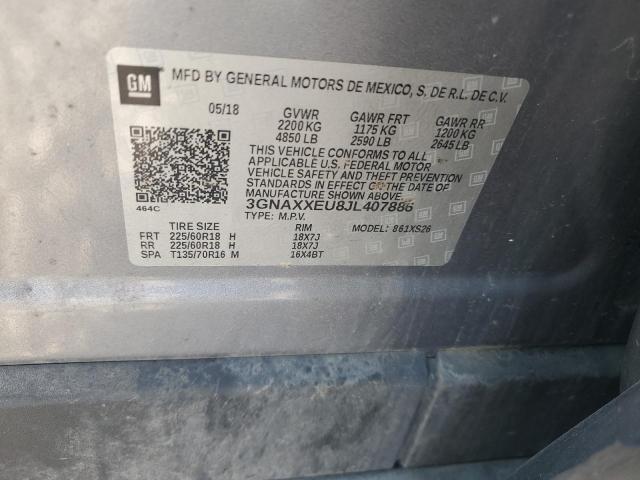 GM
MFD BY GENERAL MOTORS DE MEXICO, S. DE R.L. DE C.V.
05/18 GVWR GAWR FRT GAWR RR
2200 KG 1175 KG 1200 KG
4850 LB 2590 LB 2645 LB
THIS VEHICLE CONFORMS TO ALL
APPLICABLE U.S. FEDERAL MOTOR
VEHICLE SAFETY AND THEFT PREVENTION
STANDARDS IN EFFECT ON THE DATE OF
MANUFACTURE SHOWN ABOVE.
464C 3GNAXXEU8JL407886
TYPE: M.P.V. MODEL: 861XS26
TIRE SIZE RIM
FRT 225/60R18 H 18X7J
RR 225/60R18 H 18X7J
SPA T135/70R16 M 16X4BT